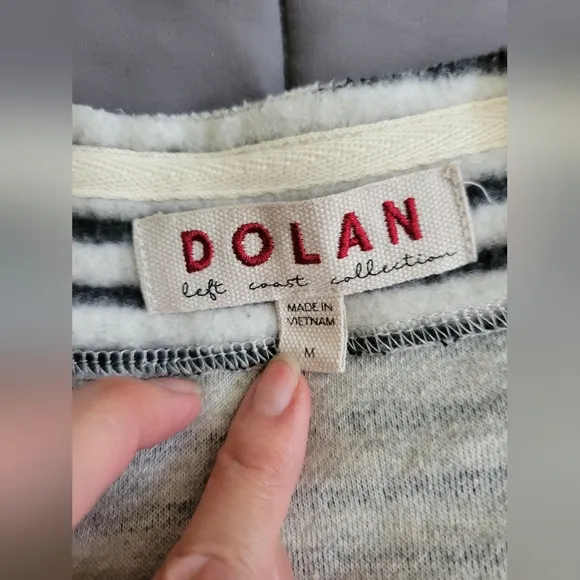 DOLAN
left coast collection
MADE IN
VIETNAM
M